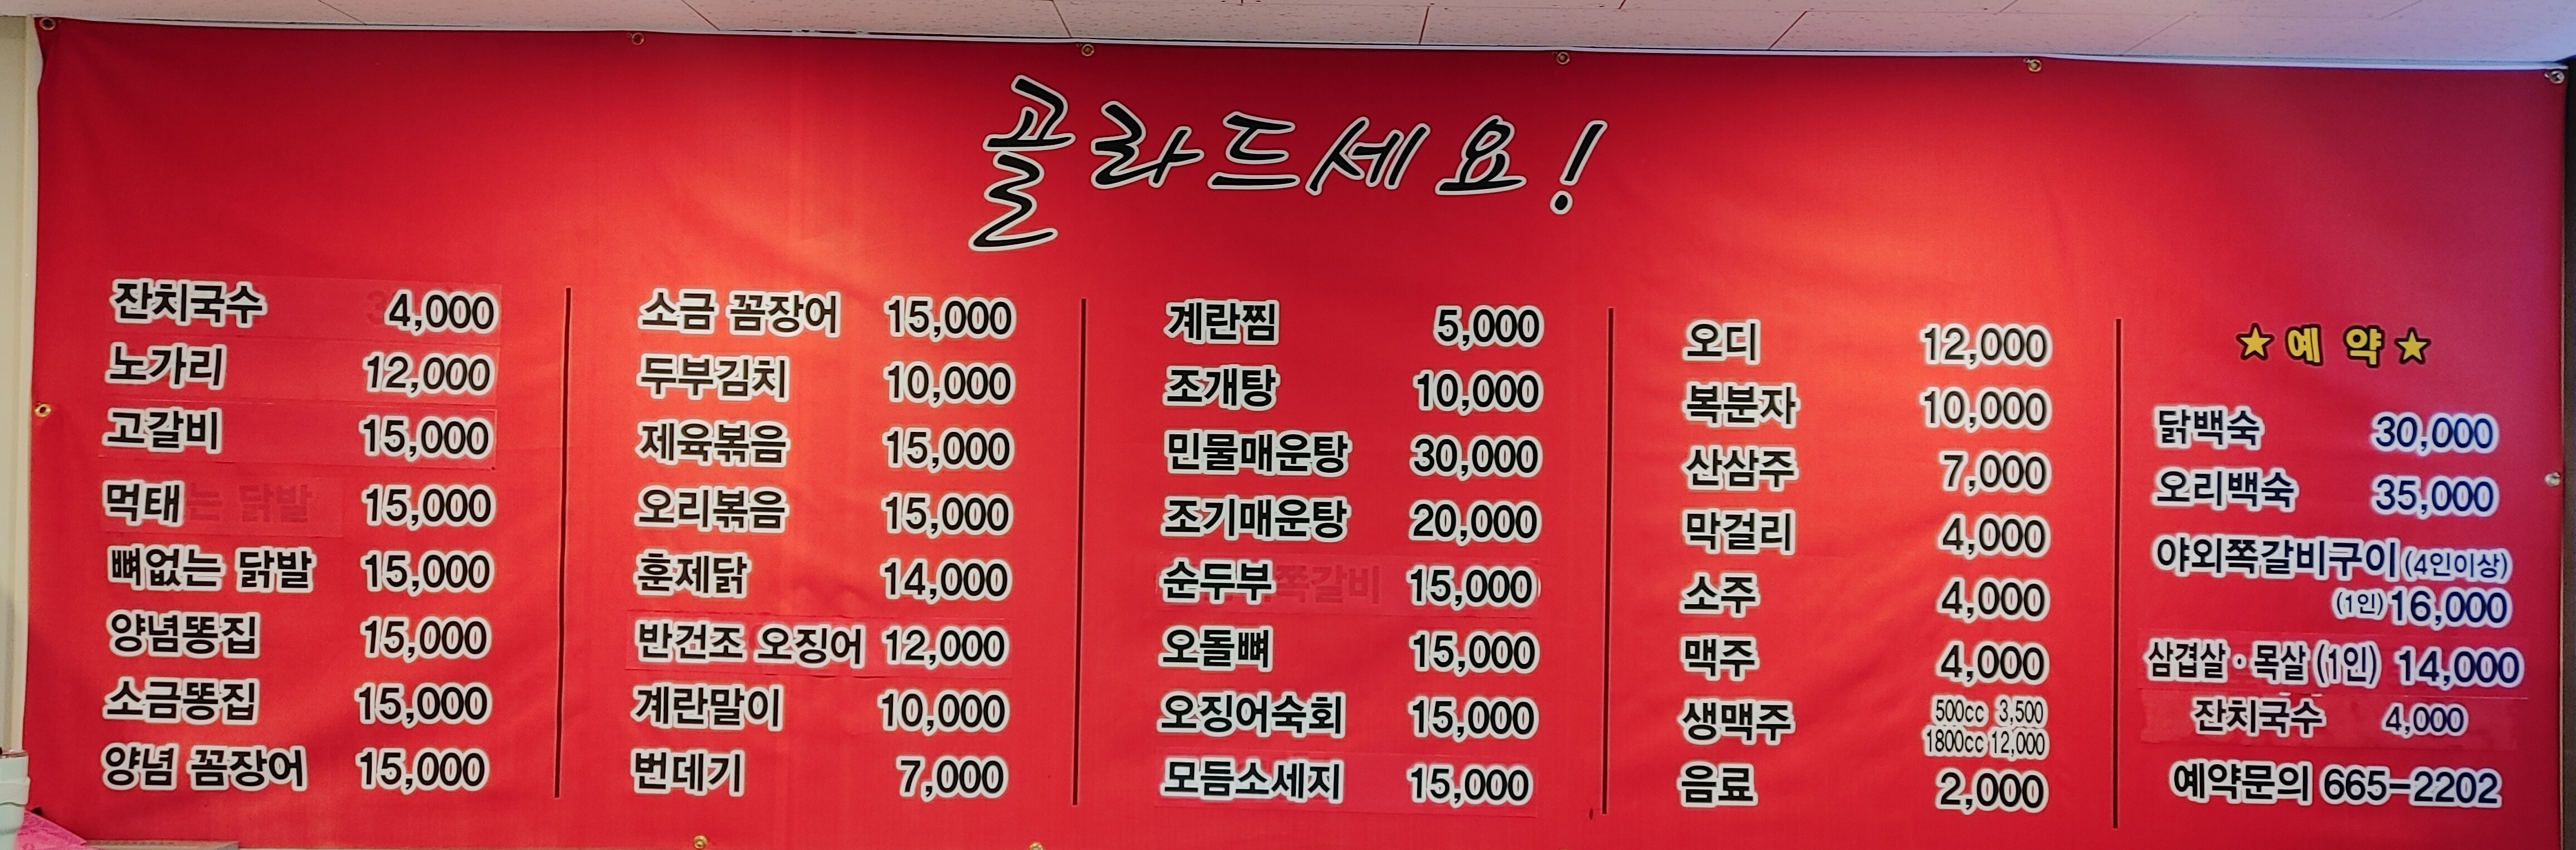 골라드세요!
잔치국수 4,000
노가리 12,000
고갈비 15,000
먹태 15,000
뼈없는 닭발 15,000
양념똥집 15,000
소금똥집 15,000
양념 꼼장어 15,000
소금 꼼장어 15,000
두부김치 10,000
제육볶음 15,000
오리볶음 15,000
훈제닭 14,000
반건조 오징어 12,000
계란말이 10,000
번데기 7,000
계란찜 5,000
조개탕 10,000
민물매운탕 30,000
조기매운탕 20,000
순두부 15,000
오돌뼈 15,000
오징어숙회 15,000
모듬소세지 15,000
오디 12,000
복분자 10,000
산삼주 7,000
막걸리 4,000
소주 4,000
맥주 4,000
생맥주 500cc 3,500
1800cc 12,000
음료 2,000
★예 약★
닭백숙 30,000
오리백숙 35,000
야외쪽갈비구이(4인이상)
(1인)16,000
삼겹살·목살(1인) 14,000
잔치국수 4,000
예약문의 665-2202